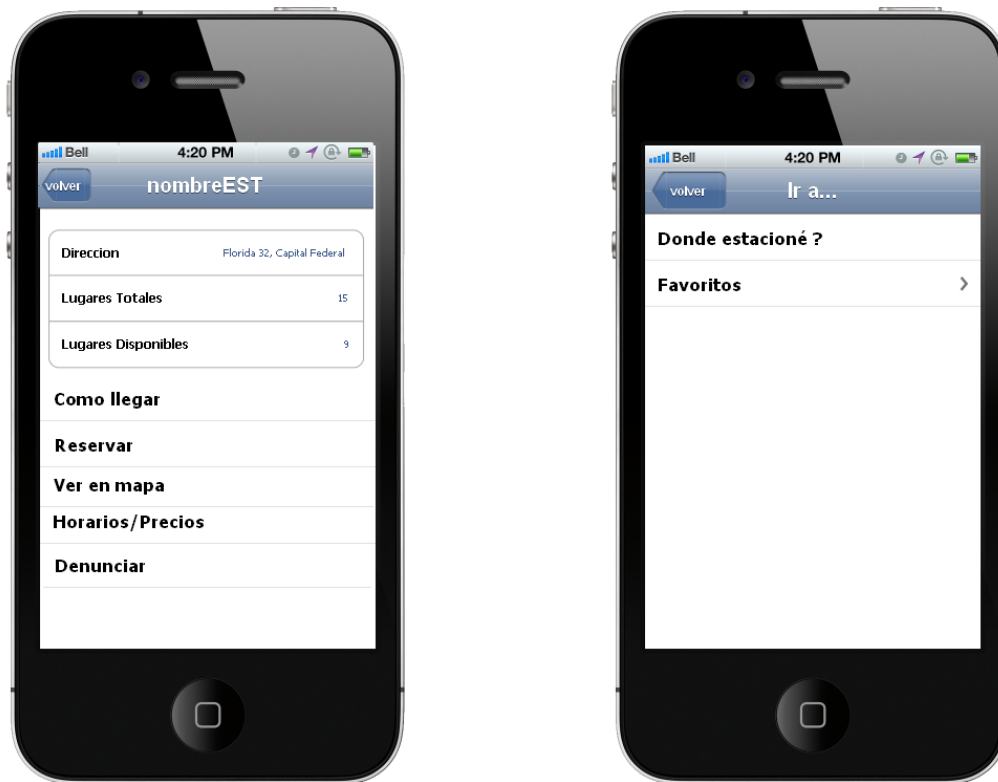 Bell 4:20 PM
volver nombreEST
Direccion Florida 32, Capital Federal
Lugares Totales 15
Lugares Disponibles 9
Como llegar
Reservar
Ver en mapa
Horarios/Precios
Denunciar
Bell 4:20 PM
volver Ir a...
Donde estacioné ?
Favoritos